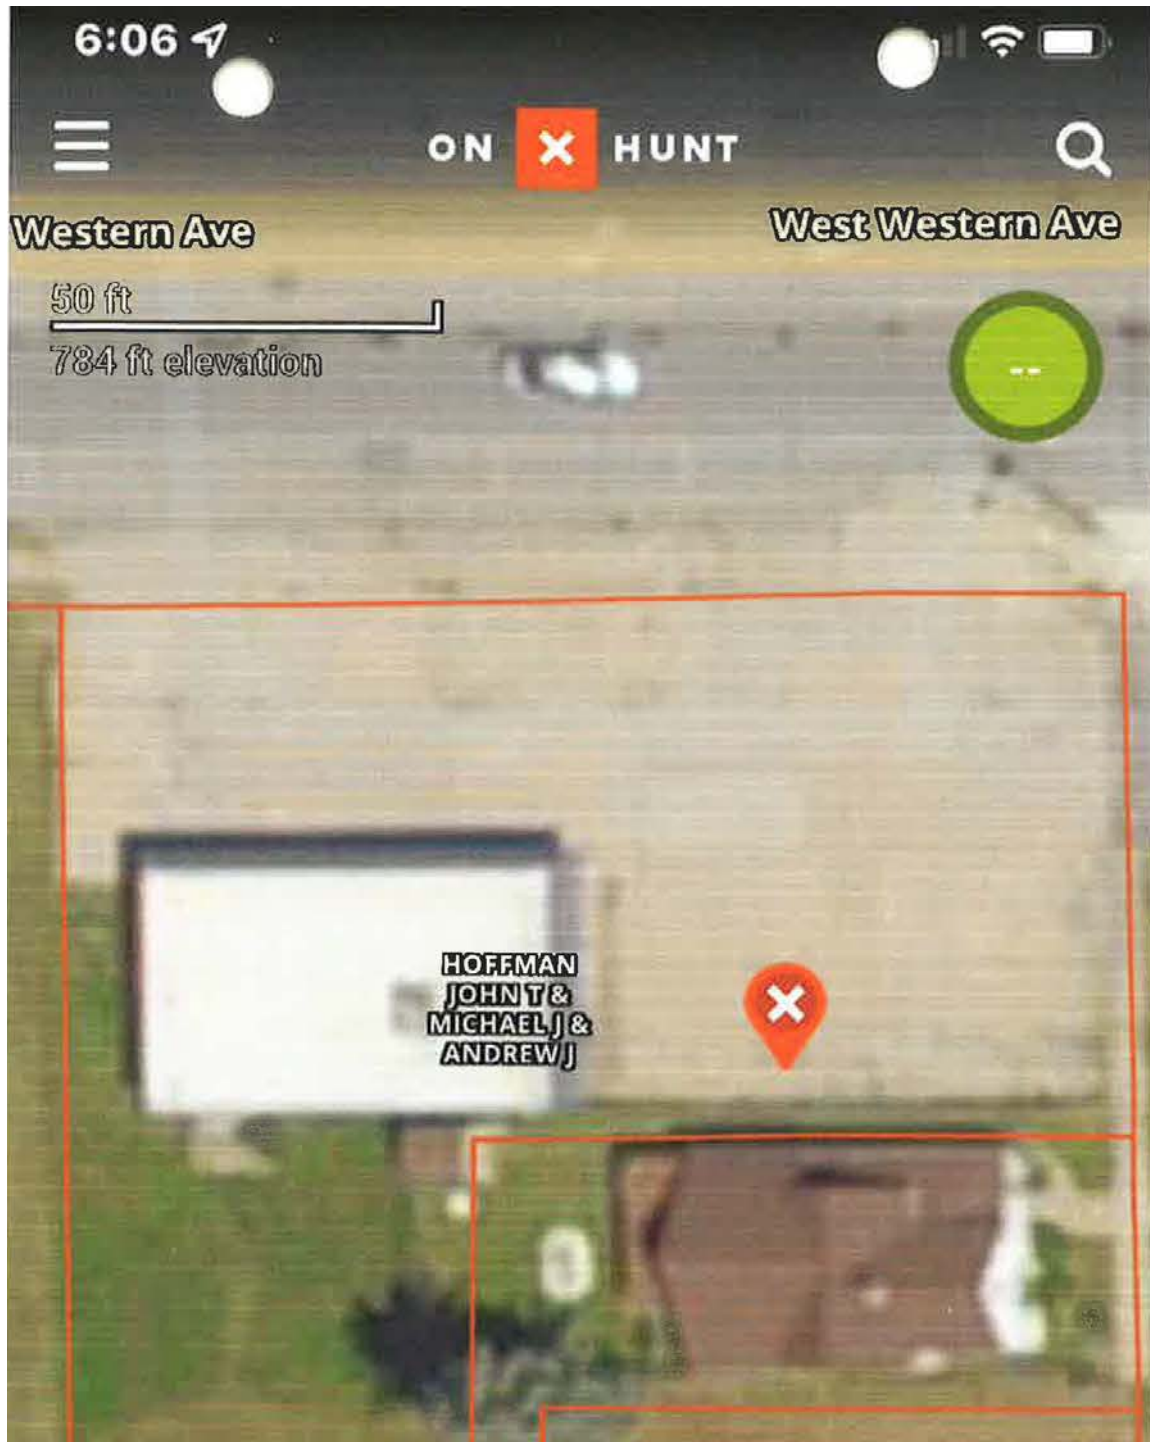 6:06
ON X HUNT
Western Ave
West Western Ave
50 ft
784 ft elevation
--
HOFFMAN
JOHN T &
MICHAEL J &
ANDREW J